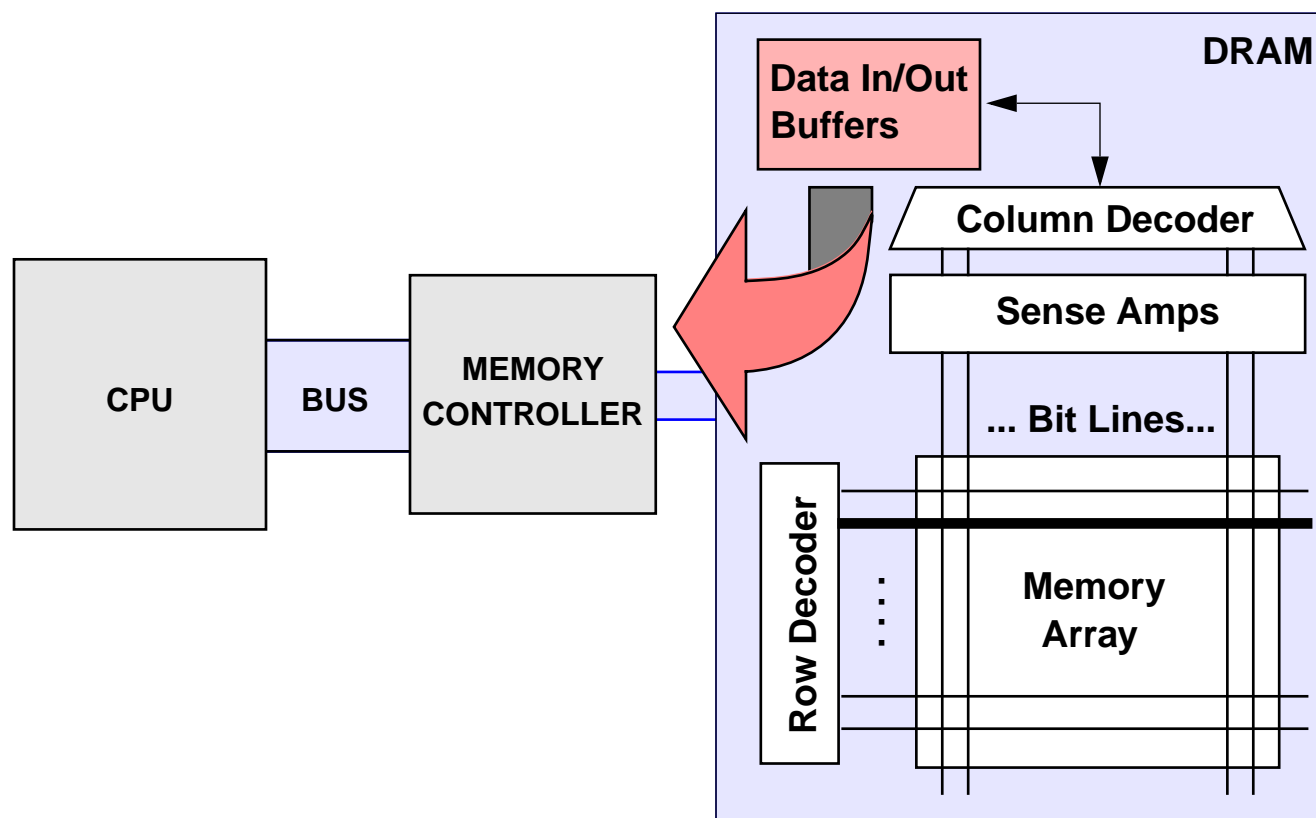 DRAM
Data In/Out
Buffers
Column Decoder
Sense Amps
CPU
BUS
MEMORY
CONTROLLER
... Bit Lines...
Row Decoder
Memory
Array